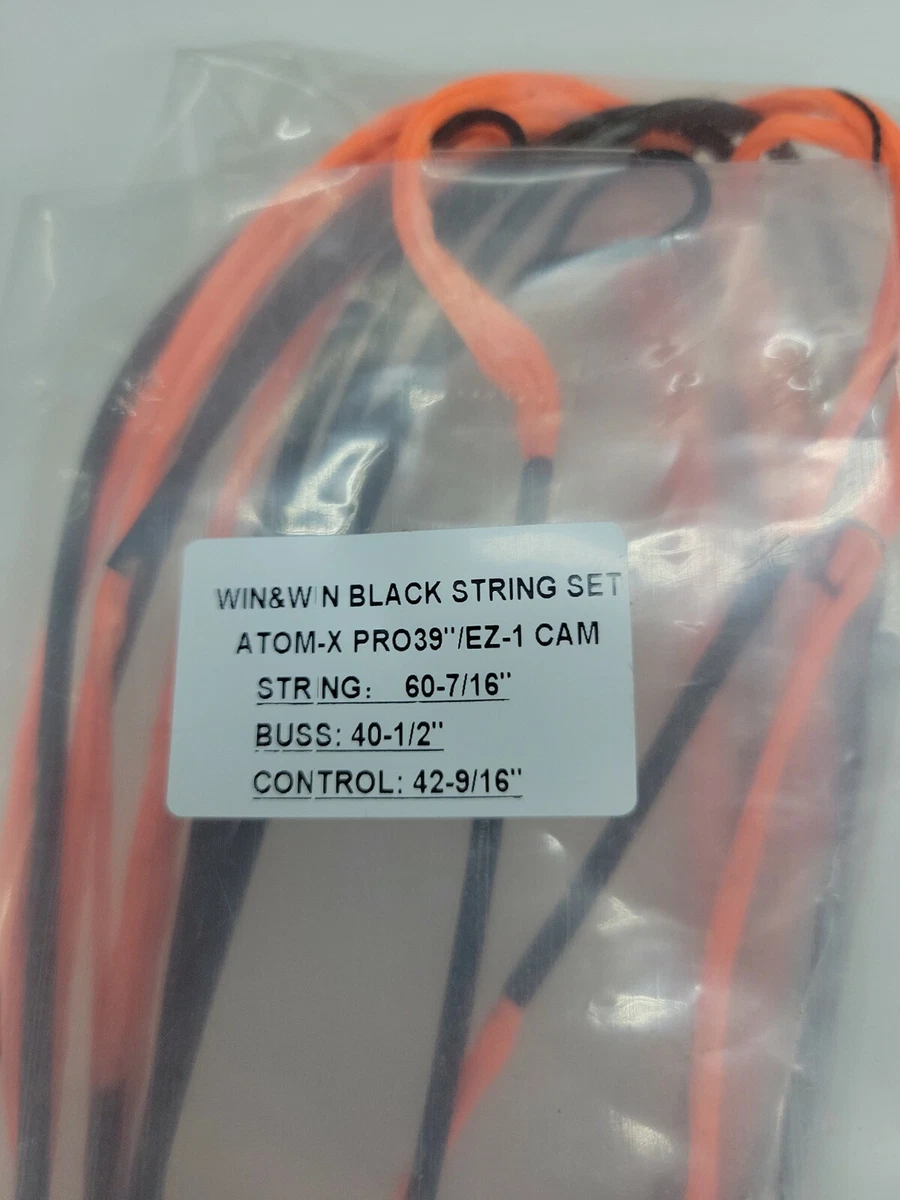 WIN&WIN BLACK STRING SET
ATOM-X PRO39"/EZ-1 CAM
STRING: 60-7/16"
BUSS: 40-1/2"
CONTROL: 42-9/16"